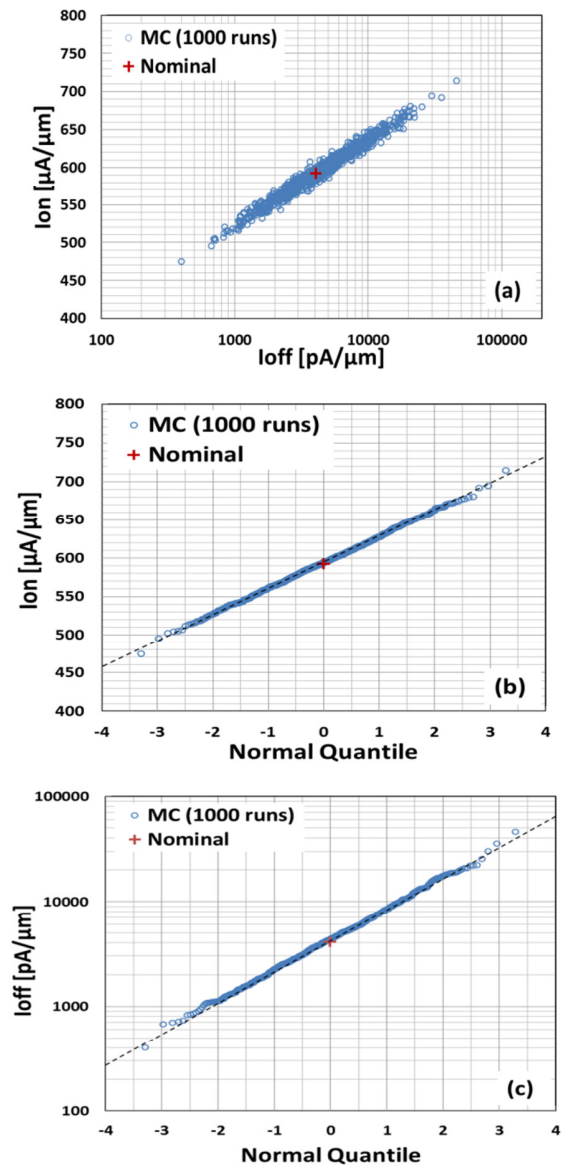 800
MC (1000 runs)
Nominal
750
700
650
600
550
500
450
400
Ion [µA/µm]
(a)
100
1000
10000
100000
Ioff [pA/µm]
800
MC (1000 runs)
Nominal
750
700
650
600
550
500
450
400
Ion [µA/µm]
(b)
-4 -3 -2 -1 0 1 2 3 4
Normal Quantile
100000
MC (1000 runs)
Nominal
10000
1000
100
Ioff [pA/µm]
(c)
-4 -3 -2 -1 0 1 2 3 4
Normal Quantile